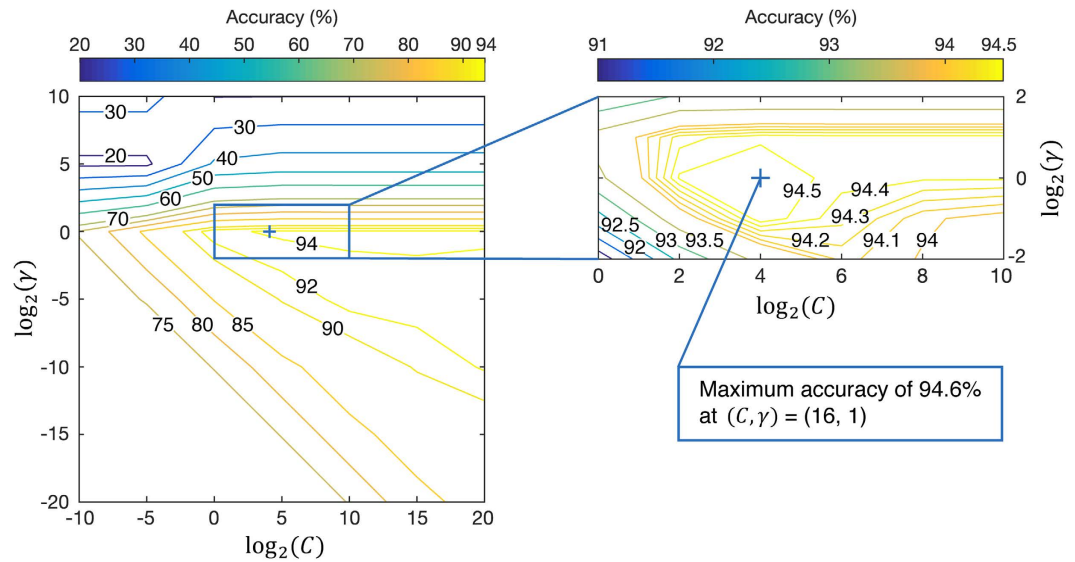 Accuracy (%)
20 30 40 50 60 70 80 90 94
10
5
0
-5
-10
-15
-20
log₂(γ)
30
30
20
40
50
60
70
94
92
75 80 85 90
-10 -5 0 5 10 15 20
log₂(C)
Accuracy (%)
91 92 93 94 94.5
2
0
-2
log₂(γ)
94.5 94.4
94.3
92.5
92 93 93.5 94.2 94.1 94
0 2 4 6 8 10
log₂(C)
Maximum accuracy of 94.6%
at (C, γ) = (16, 1)